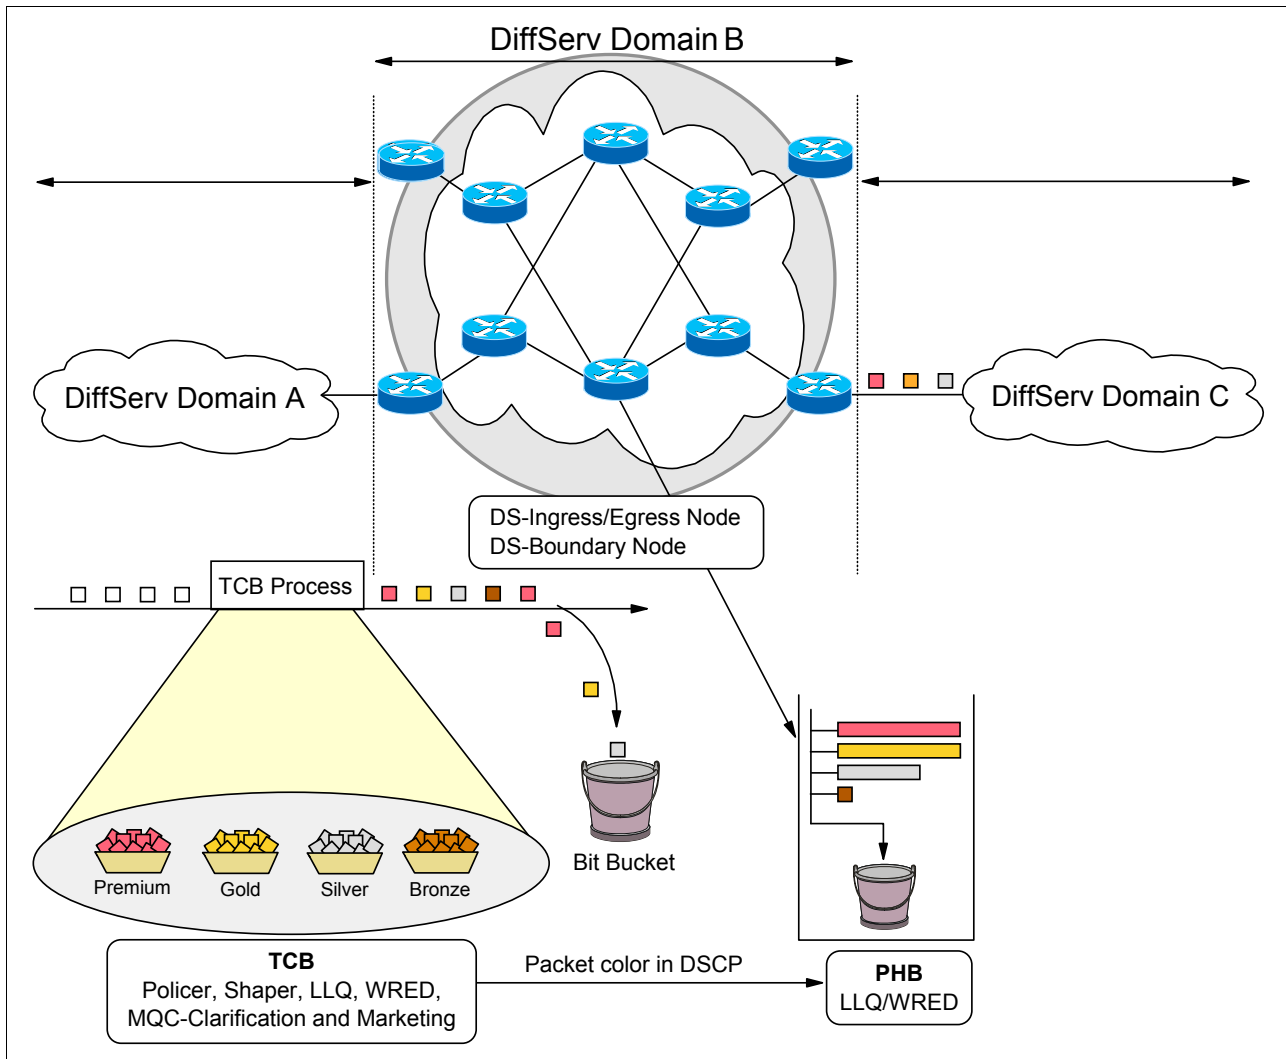 DiffServ Domain B
DiffServ Domain A
DiffServ Domain C
DS-Ingress/Egress Node
DS-Boundary Node
TCB Process
Premium
Gold
Silver
Bronze
Bit Bucket
TCB
Policer, Shaper, LLQ, WRED,
MQC-Clarification and Marketing
Packet color in DSCP
PHB
LLQ/WRED